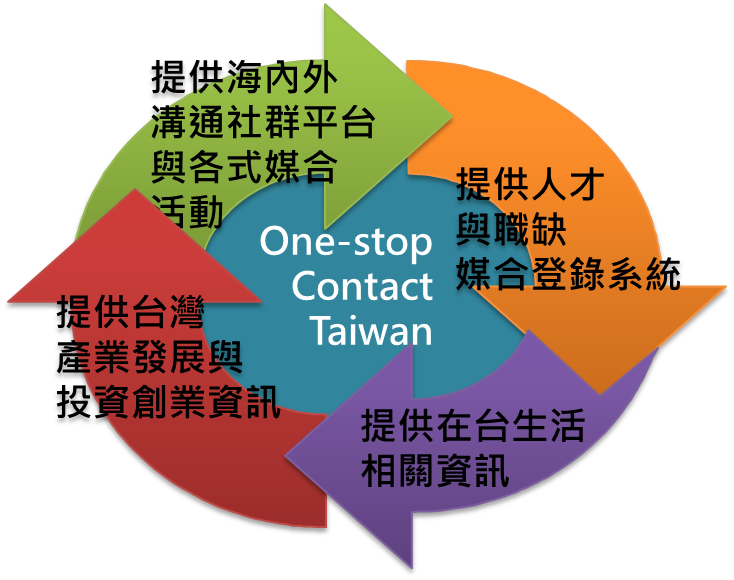 提供海內外
溝通社群平台
與各式媒合
活動
提供人才
與職缺
媒合登錄系統
One-stop
Contact
Taiwan
提供台灣
產業發展與
投資創業資訊
提供在台生活
相關資訊